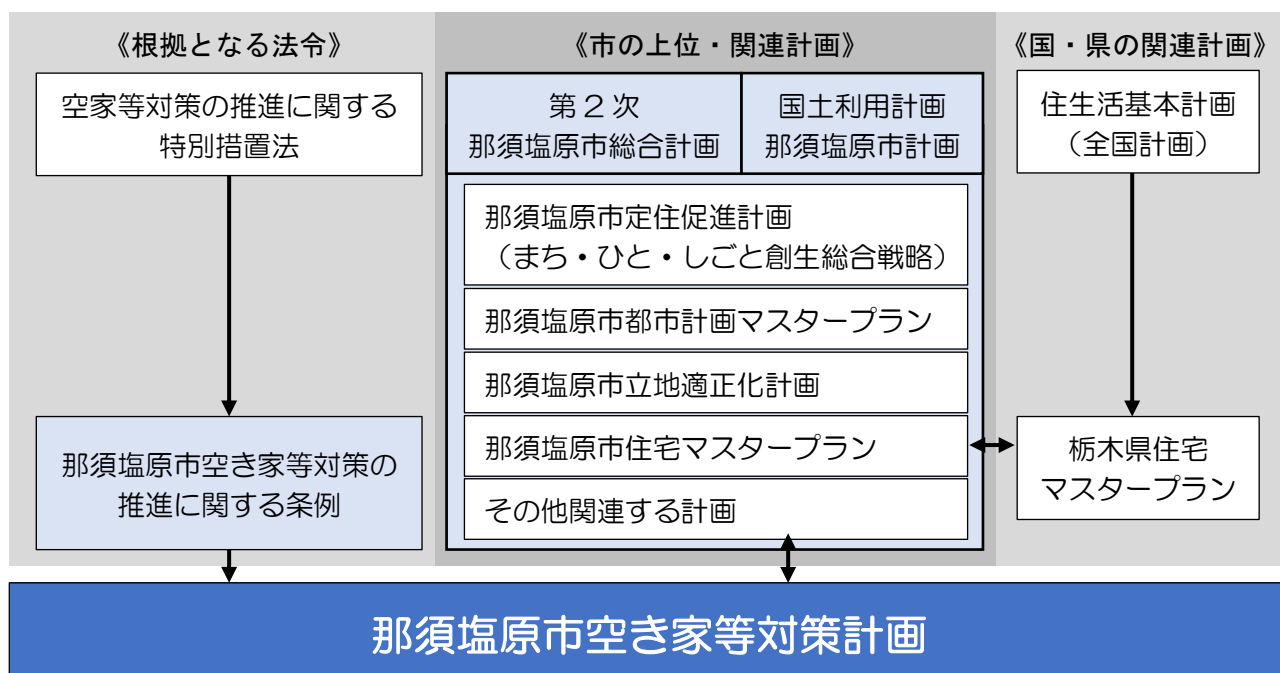 《根拠となる法令》
空家等対策の推進に関する
特別措置法
那須塩原市空き家等対策の
推進に関する条例
《市の上位・関連計画》
第2次
那須塩原市総合計画
国土利用計画
那須塩原市計画
那須塩原市定住促進計画
（まち・ひと・しごと創生総合戦略）
那須塩原市都市計画マスタープラン
那須塩原市立地適正化計画
那須塩原市住宅マスタープラン
その他関連する計画
《国・県の関連計画》
住生活基本計画
（全国計画）
栃木県住宅
マスタープラン
那須塩原市空き家等対策計画